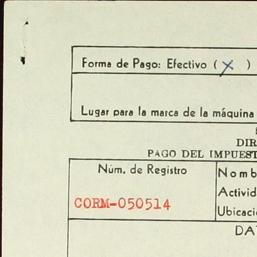 Forma de Pago: Efectivo ( x )
Lugar para la marca de la máquina
DIR
PAGO DEL IMPUEST
Núm. de Registro
Nomb
CORM-050514
Activid
Ubicació
DA